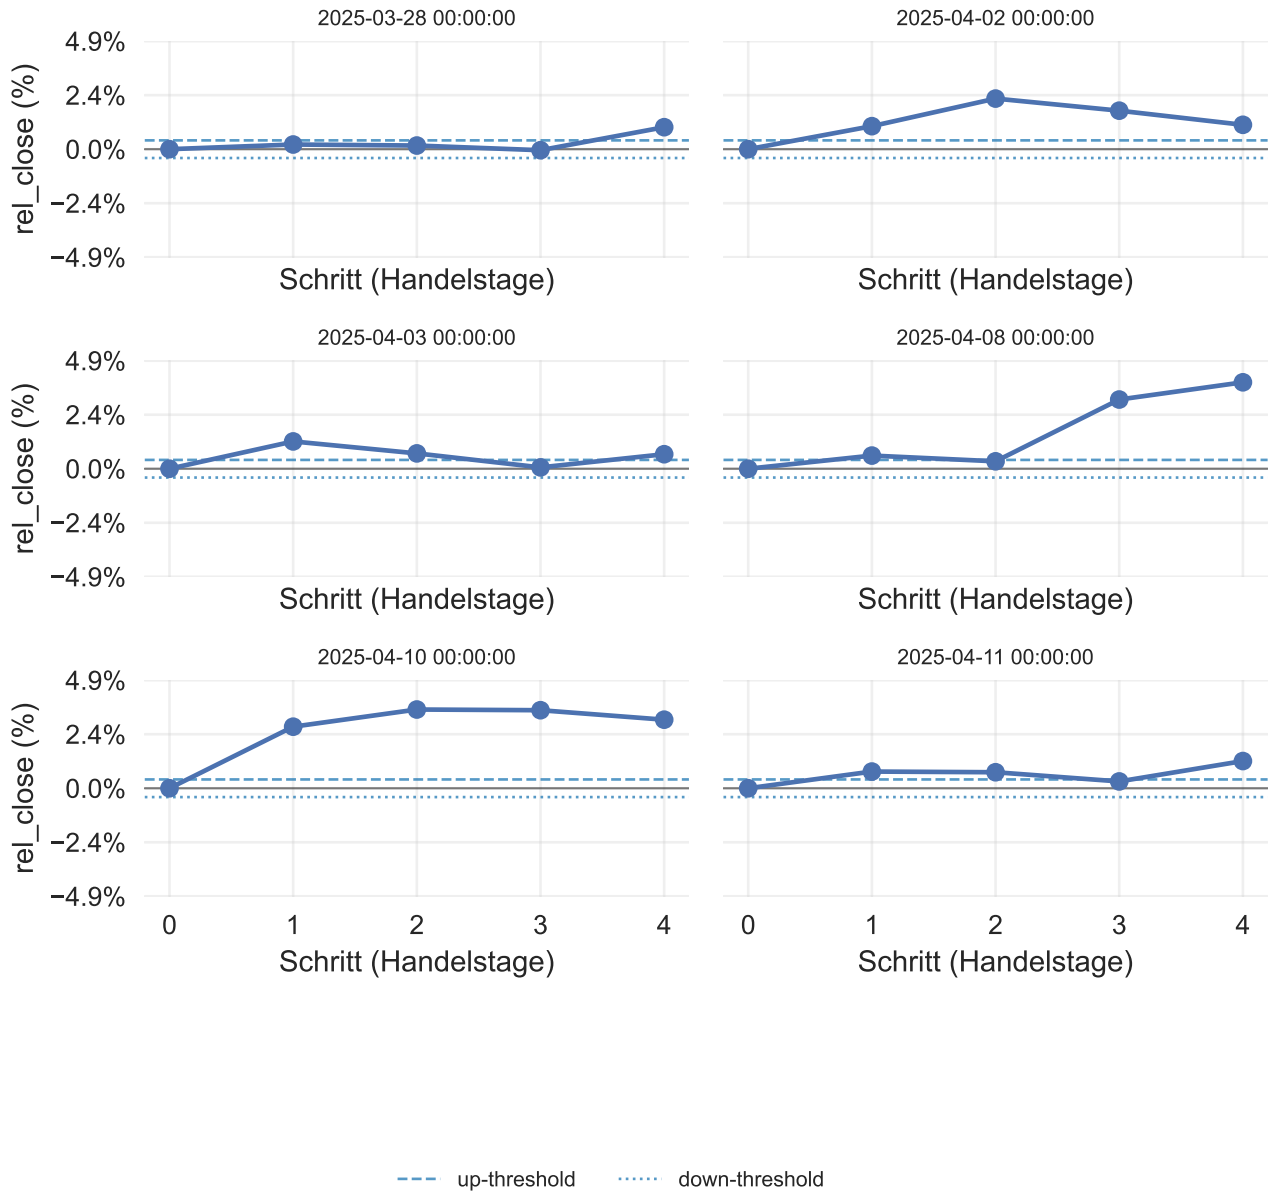 2025-03-28 00:00:00
2025-04-02 00:00:00
4.9%
2.4%
0.0%
−2.4%
−4.9%
rel_close (%)
Schritt (Handelstage)
Schritt (Handelstage)
2025-04-03 00:00:00
2025-04-08 00:00:00
4.9%
2.4%
0.0%
−2.4%
−4.9%
rel_close (%)
Schritt (Handelstage)
Schritt (Handelstage)
2025-04-10 00:00:00
2025-04-11 00:00:00
4.9%
2.4%
0.0%
−2.4%
−4.9%
rel_close (%)
0 1 2 3 4
0 1 2 3 4
Schritt (Handelstage)
Schritt (Handelstage)
up-threshold
down-threshold